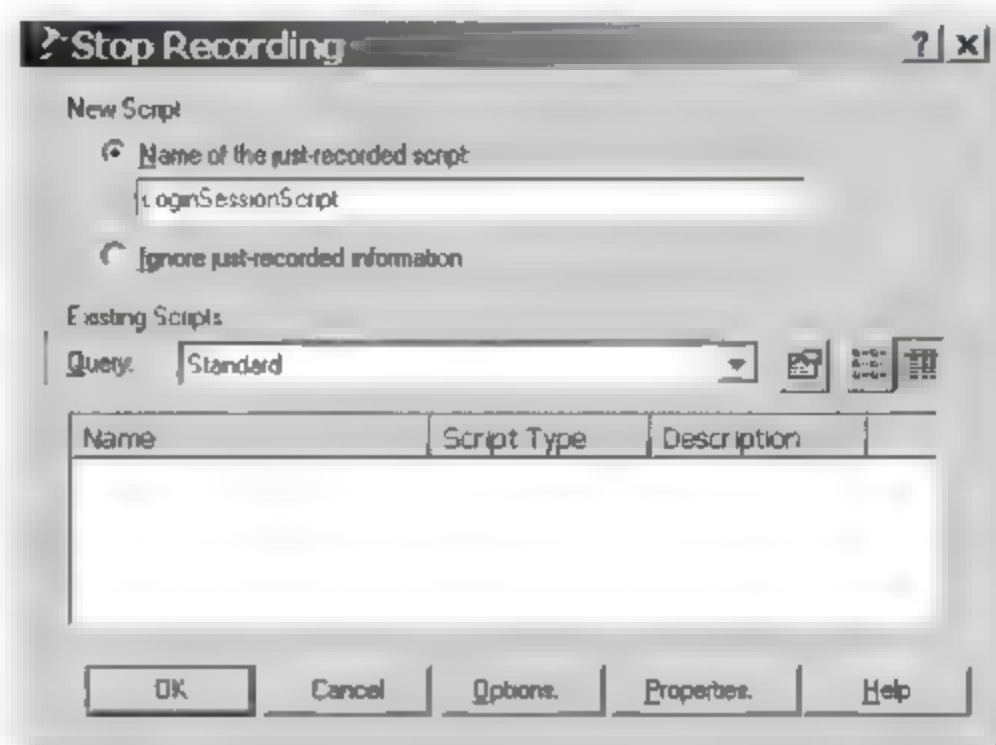 Stop Recording
New Script
Name of the just-recorded script
LoginSessionScript
Ignore just-recorded information
Existing Scripts
Query: Standard
Name Script Type Description
OK Cancel Options. Properties. Help